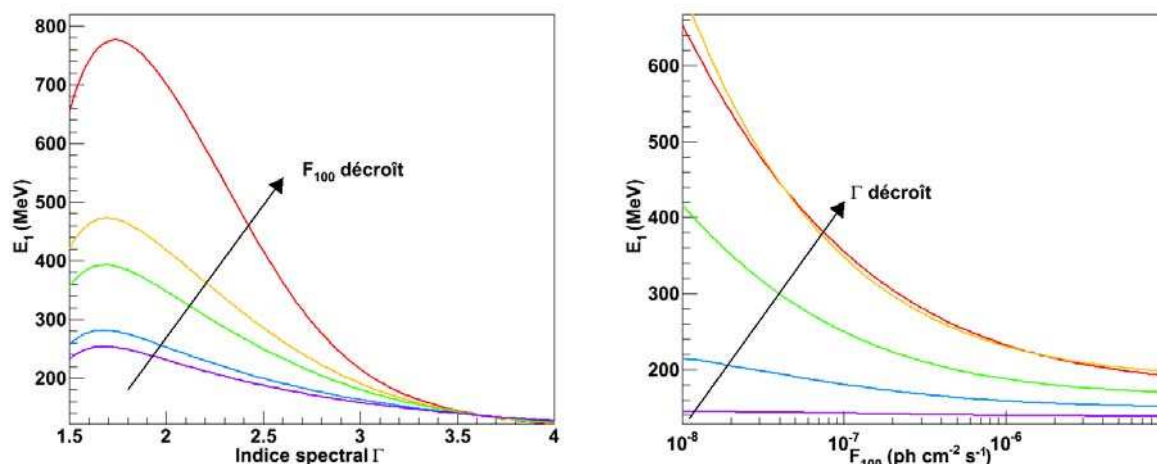 800
700
500
400
280
200
E₁ (MeV)
F₁₀₀ décroît
1.5 2 2.5 3 3.5 4
Indice spectral Γ
600
500
400
300
200
E₁ (MeV)
Γ décroît
10⁻⁸ 10⁻⁷ 10⁻⁶
F₁₀₀ (ph cm⁻² s⁻¹)